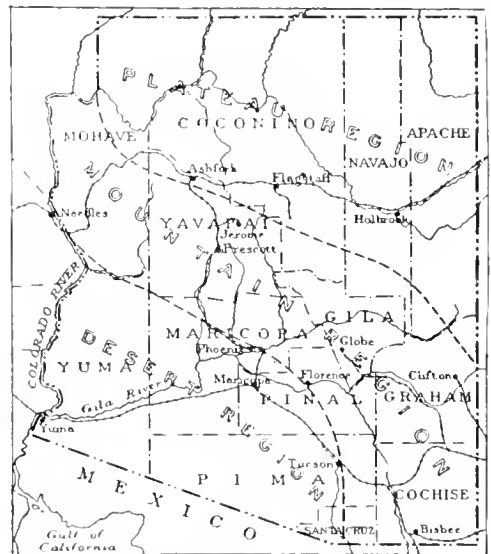 PLATEAU REGION
MOHAVE
COCONINO
NAVAJO
APACHE
Ashfork
Flagstaff
Needles
Holbrook
MOUNTAIN REGION
YAVAPAI
Jerome
Prescott
COLORADO RIVER
DESERT REGION
YUMA
MARICOPA
GILA
Phoenix
Globe
Maricopa
Florence
Clifton
PINAL
GRAHAM
Gila River
Yuma
Tucson
PIMA
MEXICO
COCHISE
SANTA CRUZ
Bisbee
Gulf of
California